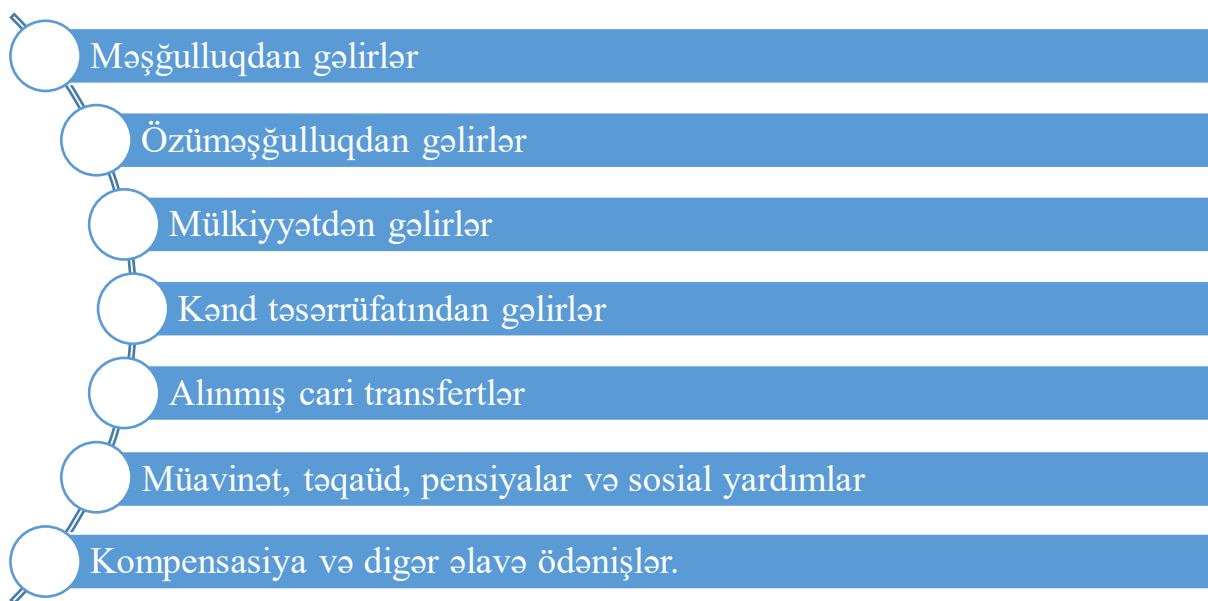 Məşğulluqdan gəlirlər
Özüməşğulluqdan gəlirlər
Mülkiyyətdən gəlirlər
Kənd təsərrüfatından gəlirlər
Alınmış cari transfertlər
Müavinət, təqaüd, pensiyalar və sosial yardımlar
Kompensasiya və digər əlavə ödənişlər.